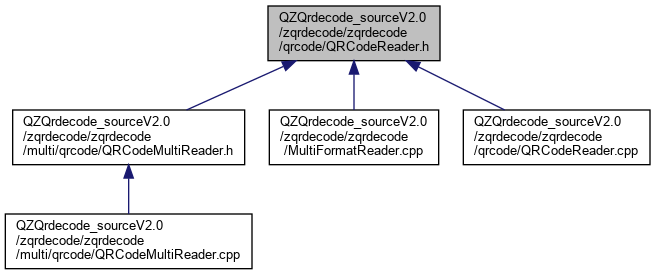 QZQrdecode_sourceV2.0
/zqrdecode/zqrdecode
/qrcode/QRCodeReader.h
QZQrdecode_sourceV2.0
/zqrdecode/zqrdecode
/multi/qrcode/QRCodeMultiReader.h
QZQrdecode_sourceV2.0
/zqrdecode/zqrdecode
/MultiFormatReader.cpp
QZQrdecode_sourceV2.0
/zqrdecode/zqrdecode
/qrcode/QRCodeReader.cpp
QZQrdecode_sourceV2.0
/zqrdecode/zqrdecode
/multi/qrcode/QRCodeMultiReader.cpp